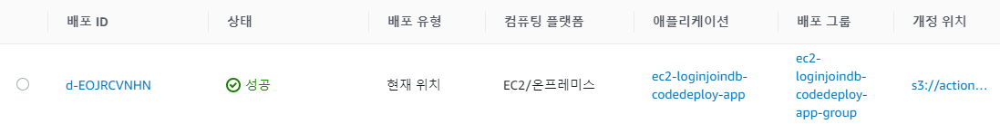 배포 ID 상태 배포 유형 컴퓨팅 플랫폼 애플리케이션 배포 그룹 개정 위치
d-EOJRCVNHN 성공 현재 위치 EC2/온프레미스
ec2-loginjoindb-
codedeploy-app
ec2-
loginjoindb-
codedeploy-
app-group
s3://action...